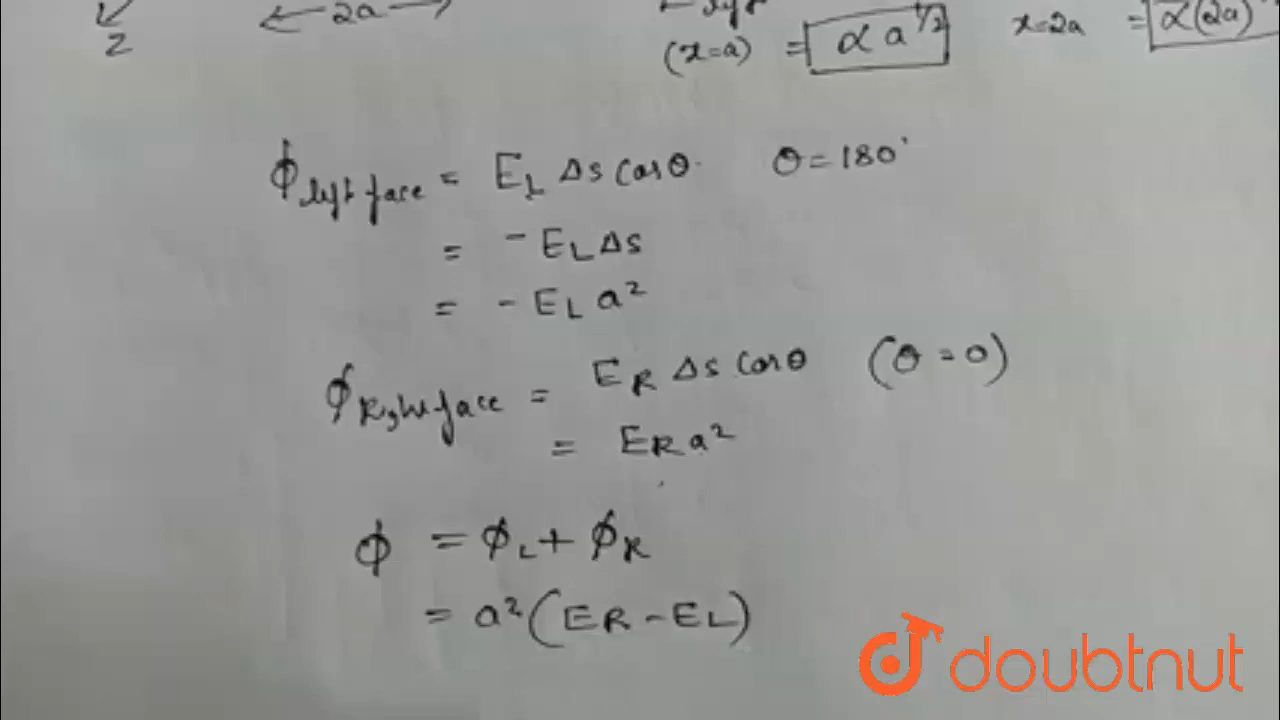 ← 2a →
(x=a) = α a^1/2
x=2a = α(2a)
z
ϕ left face = E_L Δs Cosθ. θ = 180°
= - E_L Δs
= - E_L a²
ϕ Right face = E_R Δs Cosθ (θ = 0)
= E_R a²
ϕ = ϕ_L + ϕ_R
= a² (E_R - E_L)
doubtnut